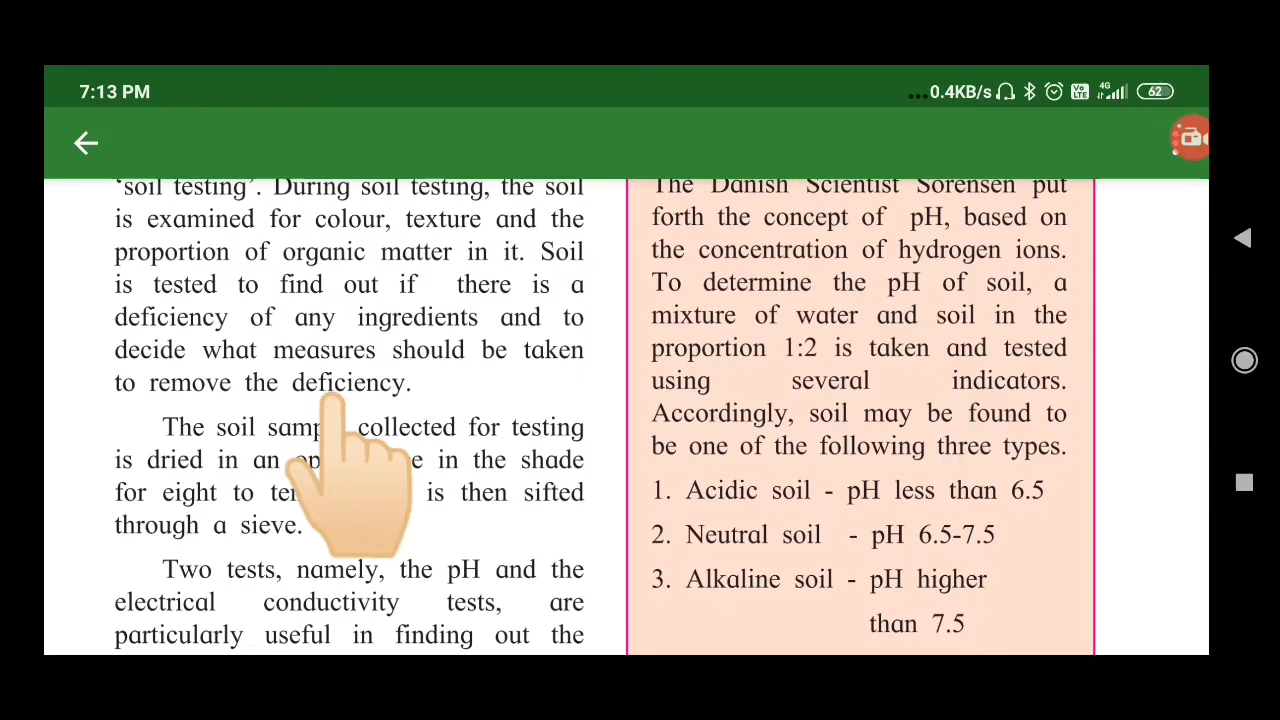 7:13 PM
...0.4KB/s
Vo
LTE
4G
62
'soil testing'. During soil testing, the soil
is examined for colour, texture and the
proportion of organic matter in it. Soil
is tested to find out if there is a
deficiency of any ingredients and to
decide what measures should be taken
to remove the deficiency.
The soil collected for testing
is dried in an in the shade
for eight to is then sifted
through a sieve.
Two tests, namely, the pH and the
electrical conductivity tests, are
particularly useful in finding out the
The Danish Scientist Sorensen put
forth the concept of pH, based on
the concentration of hydrogen ions.
To determine the pH of soil, a
mixture of water and soil in the
proportion 1:2 is taken and tested
using several indicators.
Accordingly, soil may be found to
be one of the following three types.
1. Acidic soil - pH less than 6.5
2. Neutral soil - pH 6.5-7.5
3. Alkaline soil - pH higher
than 7.5